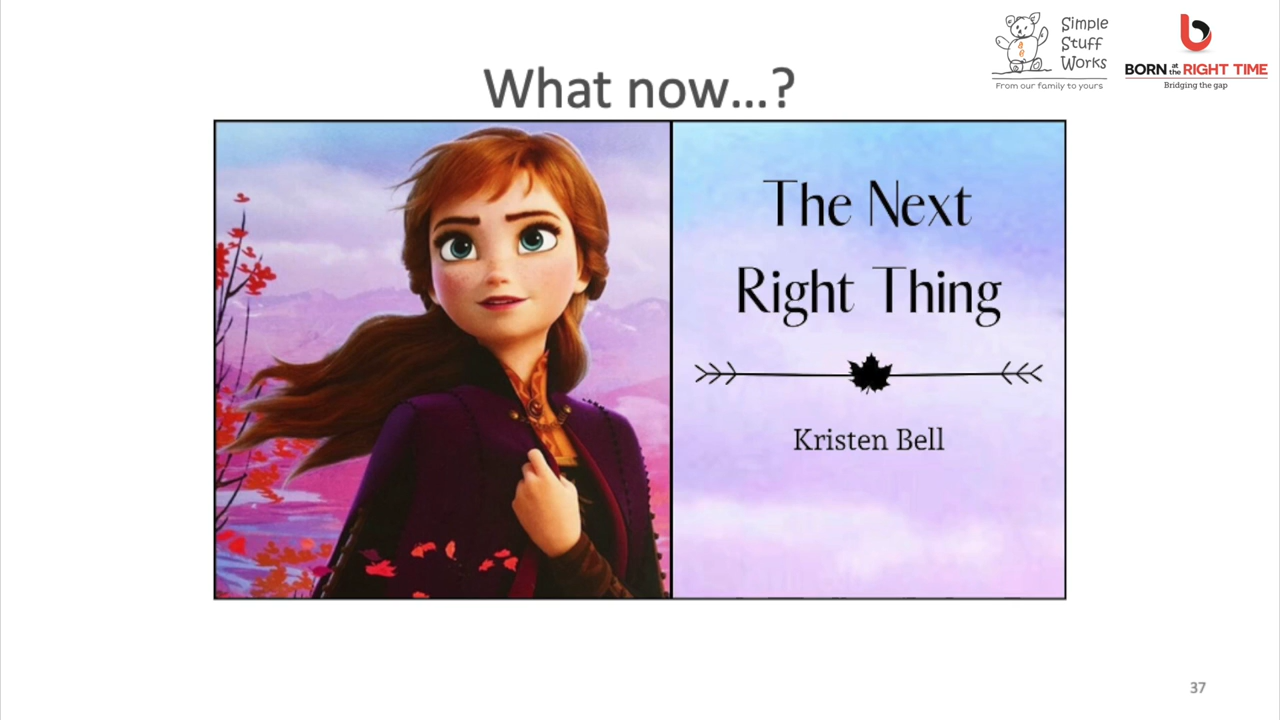 Simple
Stuff
Works
From our family to yours
BORN at the RIGHT TIME
Bridging the gap
What now...?
The Next
Right Thing
Kristen Bell
37